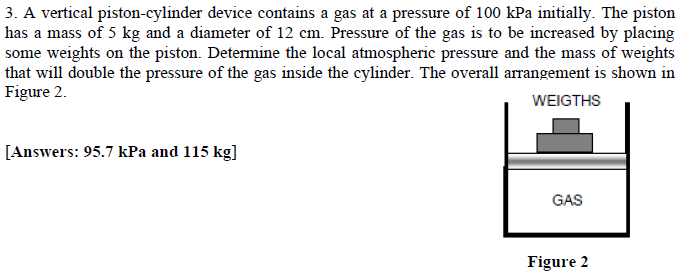 3. A vertical piston-cylinder device contains a gas at a pressure of 100 kPa initially. The piston
has a mass of 5 kg and a diameter of 12 cm. Pressure of the gas is to be increased by placing
some weights on the piston. Determine the local atmospheric pressure and the mass of weights
that will double the pressure of the gas inside the cylinder. The overall arrangement is shown in
Figure 2.
WEIGTHS
[Answers: 95.7 kPa and 115 kg]
GAS
Figure 2